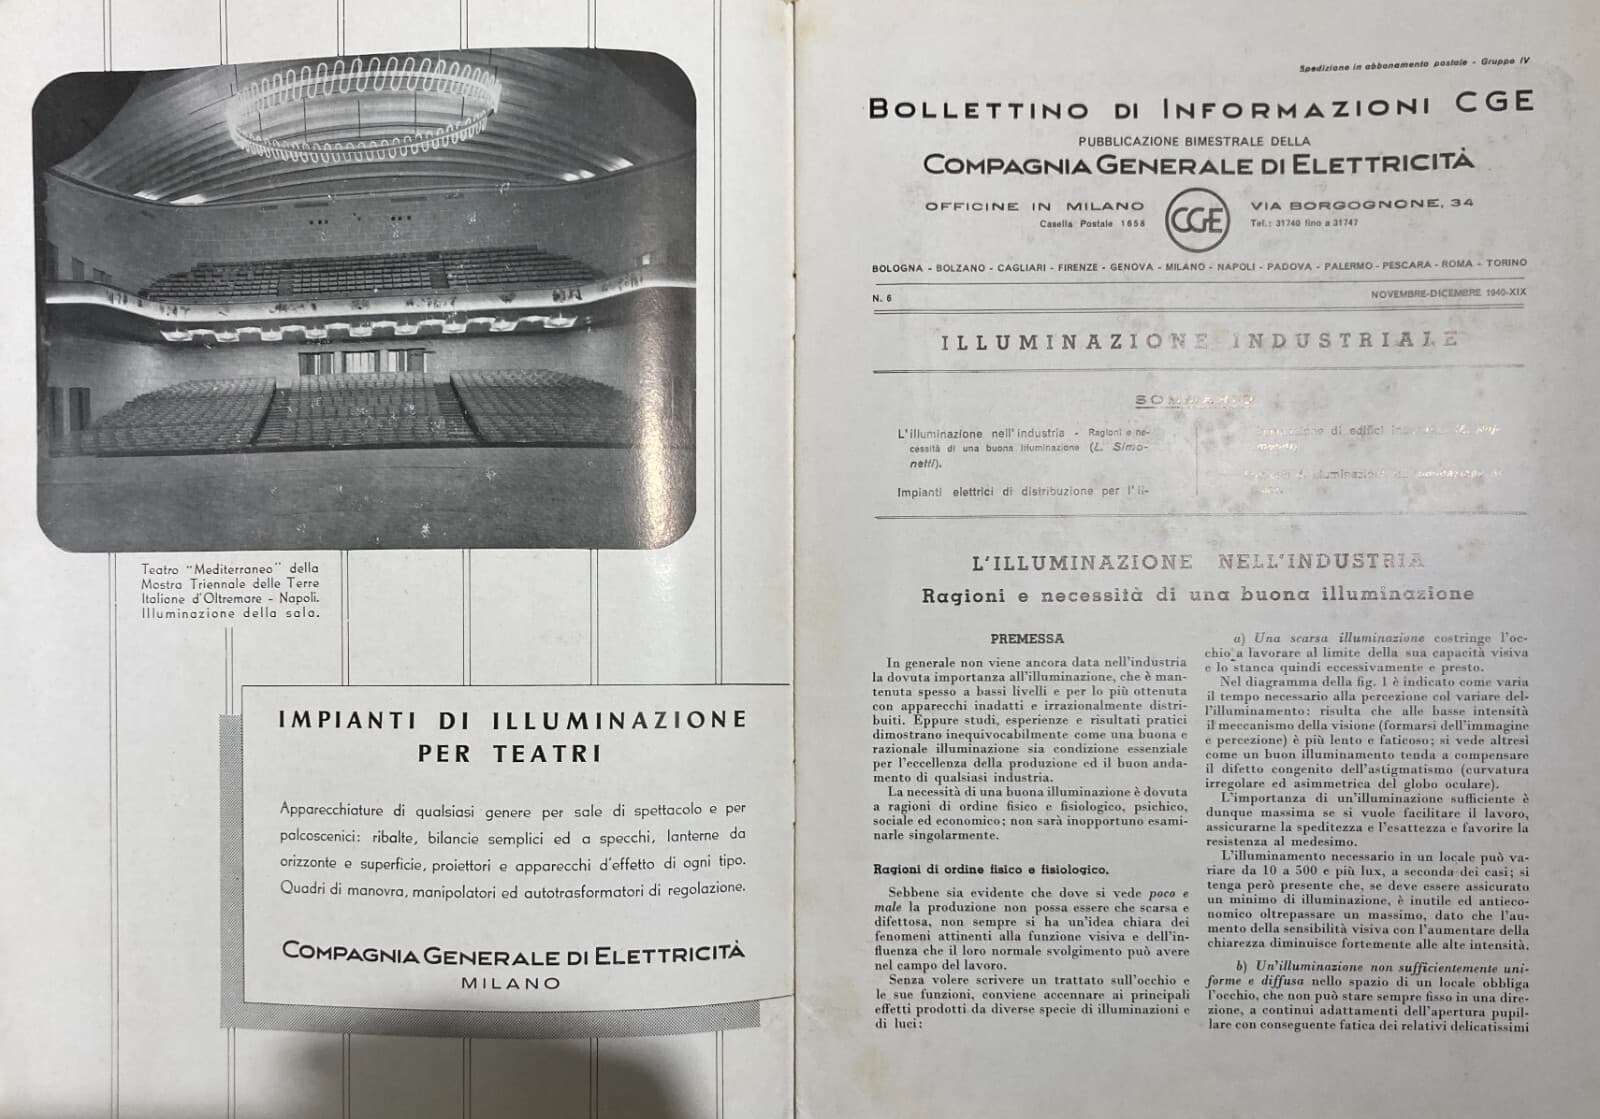 Teatro "Mediterraneo" della
Mostra Triennale delle Terre
Italiane d'Oltremare - Napoli.
Illuminazione della sala.
IMPIANTI DI ILLUMINAZIONE
PER TEATRI
Apparecchiature di qualsiasi genere per sale di spettacolo e per
palcoscenici: ribalte, bilancie semplici ed a specchi, lanterne da
orizzonte e superficie, proiettori e apparecchi d'effetto di ogni tipo.
Quadri di manovra, manipolatori ed autotrasformatori di regolazione.
COMPAGNIA GENERALE DI ELETTRICITÀ
MILANO
Spedizione in abbonamento postale - Gruppo IV
BOLLETTINO DI INFORMAZIONI CGE
PUBBLICAZIONE BIMESTRALE DELLA
COMPAGNIA GENERALE DI ELETTRICITÀ
OFFICINE IN MILANO
Casella Postale 1658
CGE
VIA BORGOGNONE, 34
Tel.: 31740 fino a 31747
BOLOGNA - BOLZANO - CAGLIARI - FIRENZE - GENOVA - MILANO - NAPOLI - PADOVA - PALERMO - PESCARA - ROMA - TORINO
N. 6
NOVEMBRE-DICEMBRE 1940-XIX
ILLUMINAZIONE INDUSTRIALE
SOMMARIO
L'illuminazione nell'industria - Ragioni e ne-
cessità di una buona illuminazione (L. Simo-
netti).
Impianti elettrici di distribuzione per l'il-
di edifici
L'ILLUMINAZIONE NELL'INDUSTRIA
Ragioni e necessità di una buona illuminazione
PREMESSA
In generale non viene ancora data nell'industria
la dovuta importanza all'illuminazione, che è man-
tenuta spesso a bassi livelli e per lo più ottenuta
con apparecchi inadatti e irrazionalmente distri-
buiti. Eppure studi, esperienze e risultati pratici
dimostrano inequivocabilmente come una buona e
razionale illuminazione sia condizione essenziale
per l'eccellenza della produzione ed il buon anda-
mento di qualsiasi industria.
La necessità di una buona illuminazione è dovuta
a ragioni di ordine fisico e fisiologico, psichico,
sociale ed economico; non sarà inopportuno esami-
narle singolarmente.
Ragioni di ordine fisico e fisiologico.
Sebbene sia evidente che dove si vede poco e
male la produzione non possa essere che scarsa e
difettosa, non sempre si ha un'idea chiara dei
fenomeni attinenti alla funzione visiva e dell'in-
fluenza che il loro normale svolgimento può avere
nel campo del lavoro.
Senza volere scrivere un trattato sull'occhio e
le sue funzioni, conviene accennare ai principali
effetti prodotti da diverse specie di illuminazioni e
di luci:
a) Una scarsa illuminazione costringe l'oc-
chio a lavorare al limite della sua capacità visiva
e lo stanca quindi eccessivamente e presto.
Nel diagramma della fig. 1 è indicato come varia
il tempo necessario alla percezione col variare del-
l'illuminamento: risulta che alle basse intensità
il meccanismo della visione (formarsi dell'immagine
e percezione) è più lento e faticoso; si vede altresì
come un buon illuminamento tenda a compensare
il difetto congenito dell'astigmatismo (curvatura
irregolare ed asimmetrica del globo oculare).
L'importanza di un'illuminazione sufficiente è
dunque massima se si vuole facilitare il lavoro,
assicurarne la speditezza e l'esattezza e favorire la
resistenza al medesimo.
L'illuminamento necessario in un locale può va-
riare da 10 a 500 e più lux, a seconda dei casi; si
tenga però presente che, se deve essere assicurato
un minimo di illuminazione, è inutile ed antieco-
nomico oltrepassare un massimo, dato che l'au-
mento della sensibilità visiva con l'aumentare della
chiarezza diminuisce fortemente alle alte intensità.
b) Un'illuminazione non sufficientemente uni-
forme e diffusa nello spazio di un locale obbliga
l'occhio, che non può stare sempre fisso in una dire-
zione, a continui adattamenti dell'apertura pupil-
lare con conseguente fatica dei relativi delicatissimi